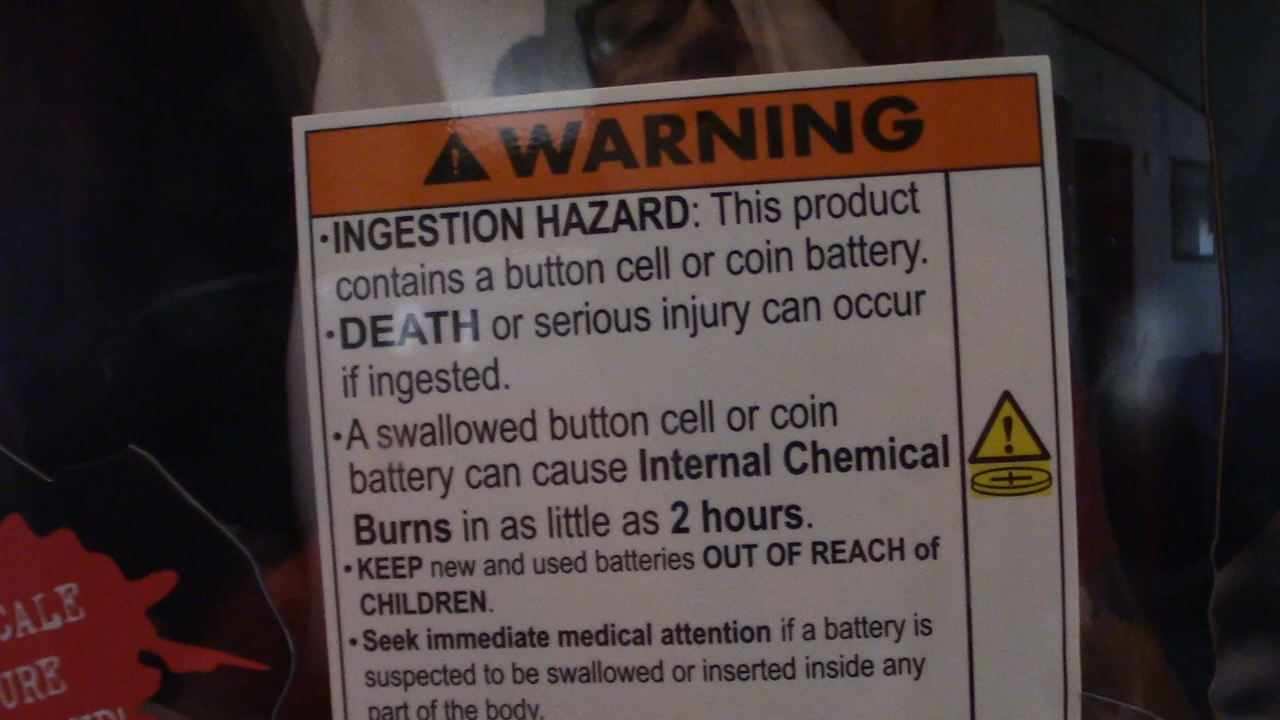 WARNING
•INGESTION HAZARD: This product
contains a button cell or coin battery.
•DEATH or serious injury can occur
if ingested.
•A swallowed button cell or coin
battery can cause Internal Chemical
Burns in as little as 2 hours.
•KEEP new and used batteries OUT OF REACH of
CHILDREN.
•Seek immediate medical attention if a battery is
suspected to be swallowed or inserted inside any
part of the body.